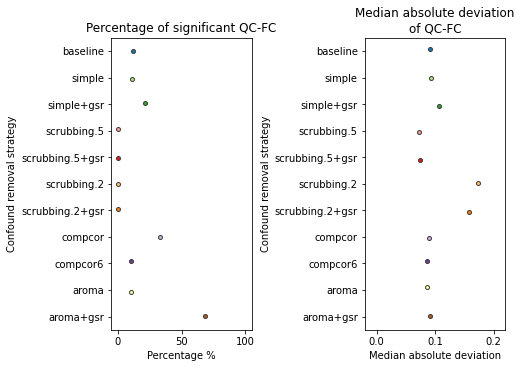 Percentage of significant QC-FC
Confound removal strategy
baseline
simple
simple+gsr
scrubbing.5
scrubbing.5+gsr
scrubbing.2
scrubbing.2+gsr
compcor
compcor6
aroma
aroma+gsr
0 50 100
Percentage %
Median absolute deviation
of QC-FC
Confound removal strategy
baseline
simple
simple+gsr
scrubbing.5
scrubbing.5+gsr
scrubbing.2
scrubbing.2+gsr
compcor
compcor6
aroma
aroma+gsr
0.0 0.1 0.2
Median absolute deviation